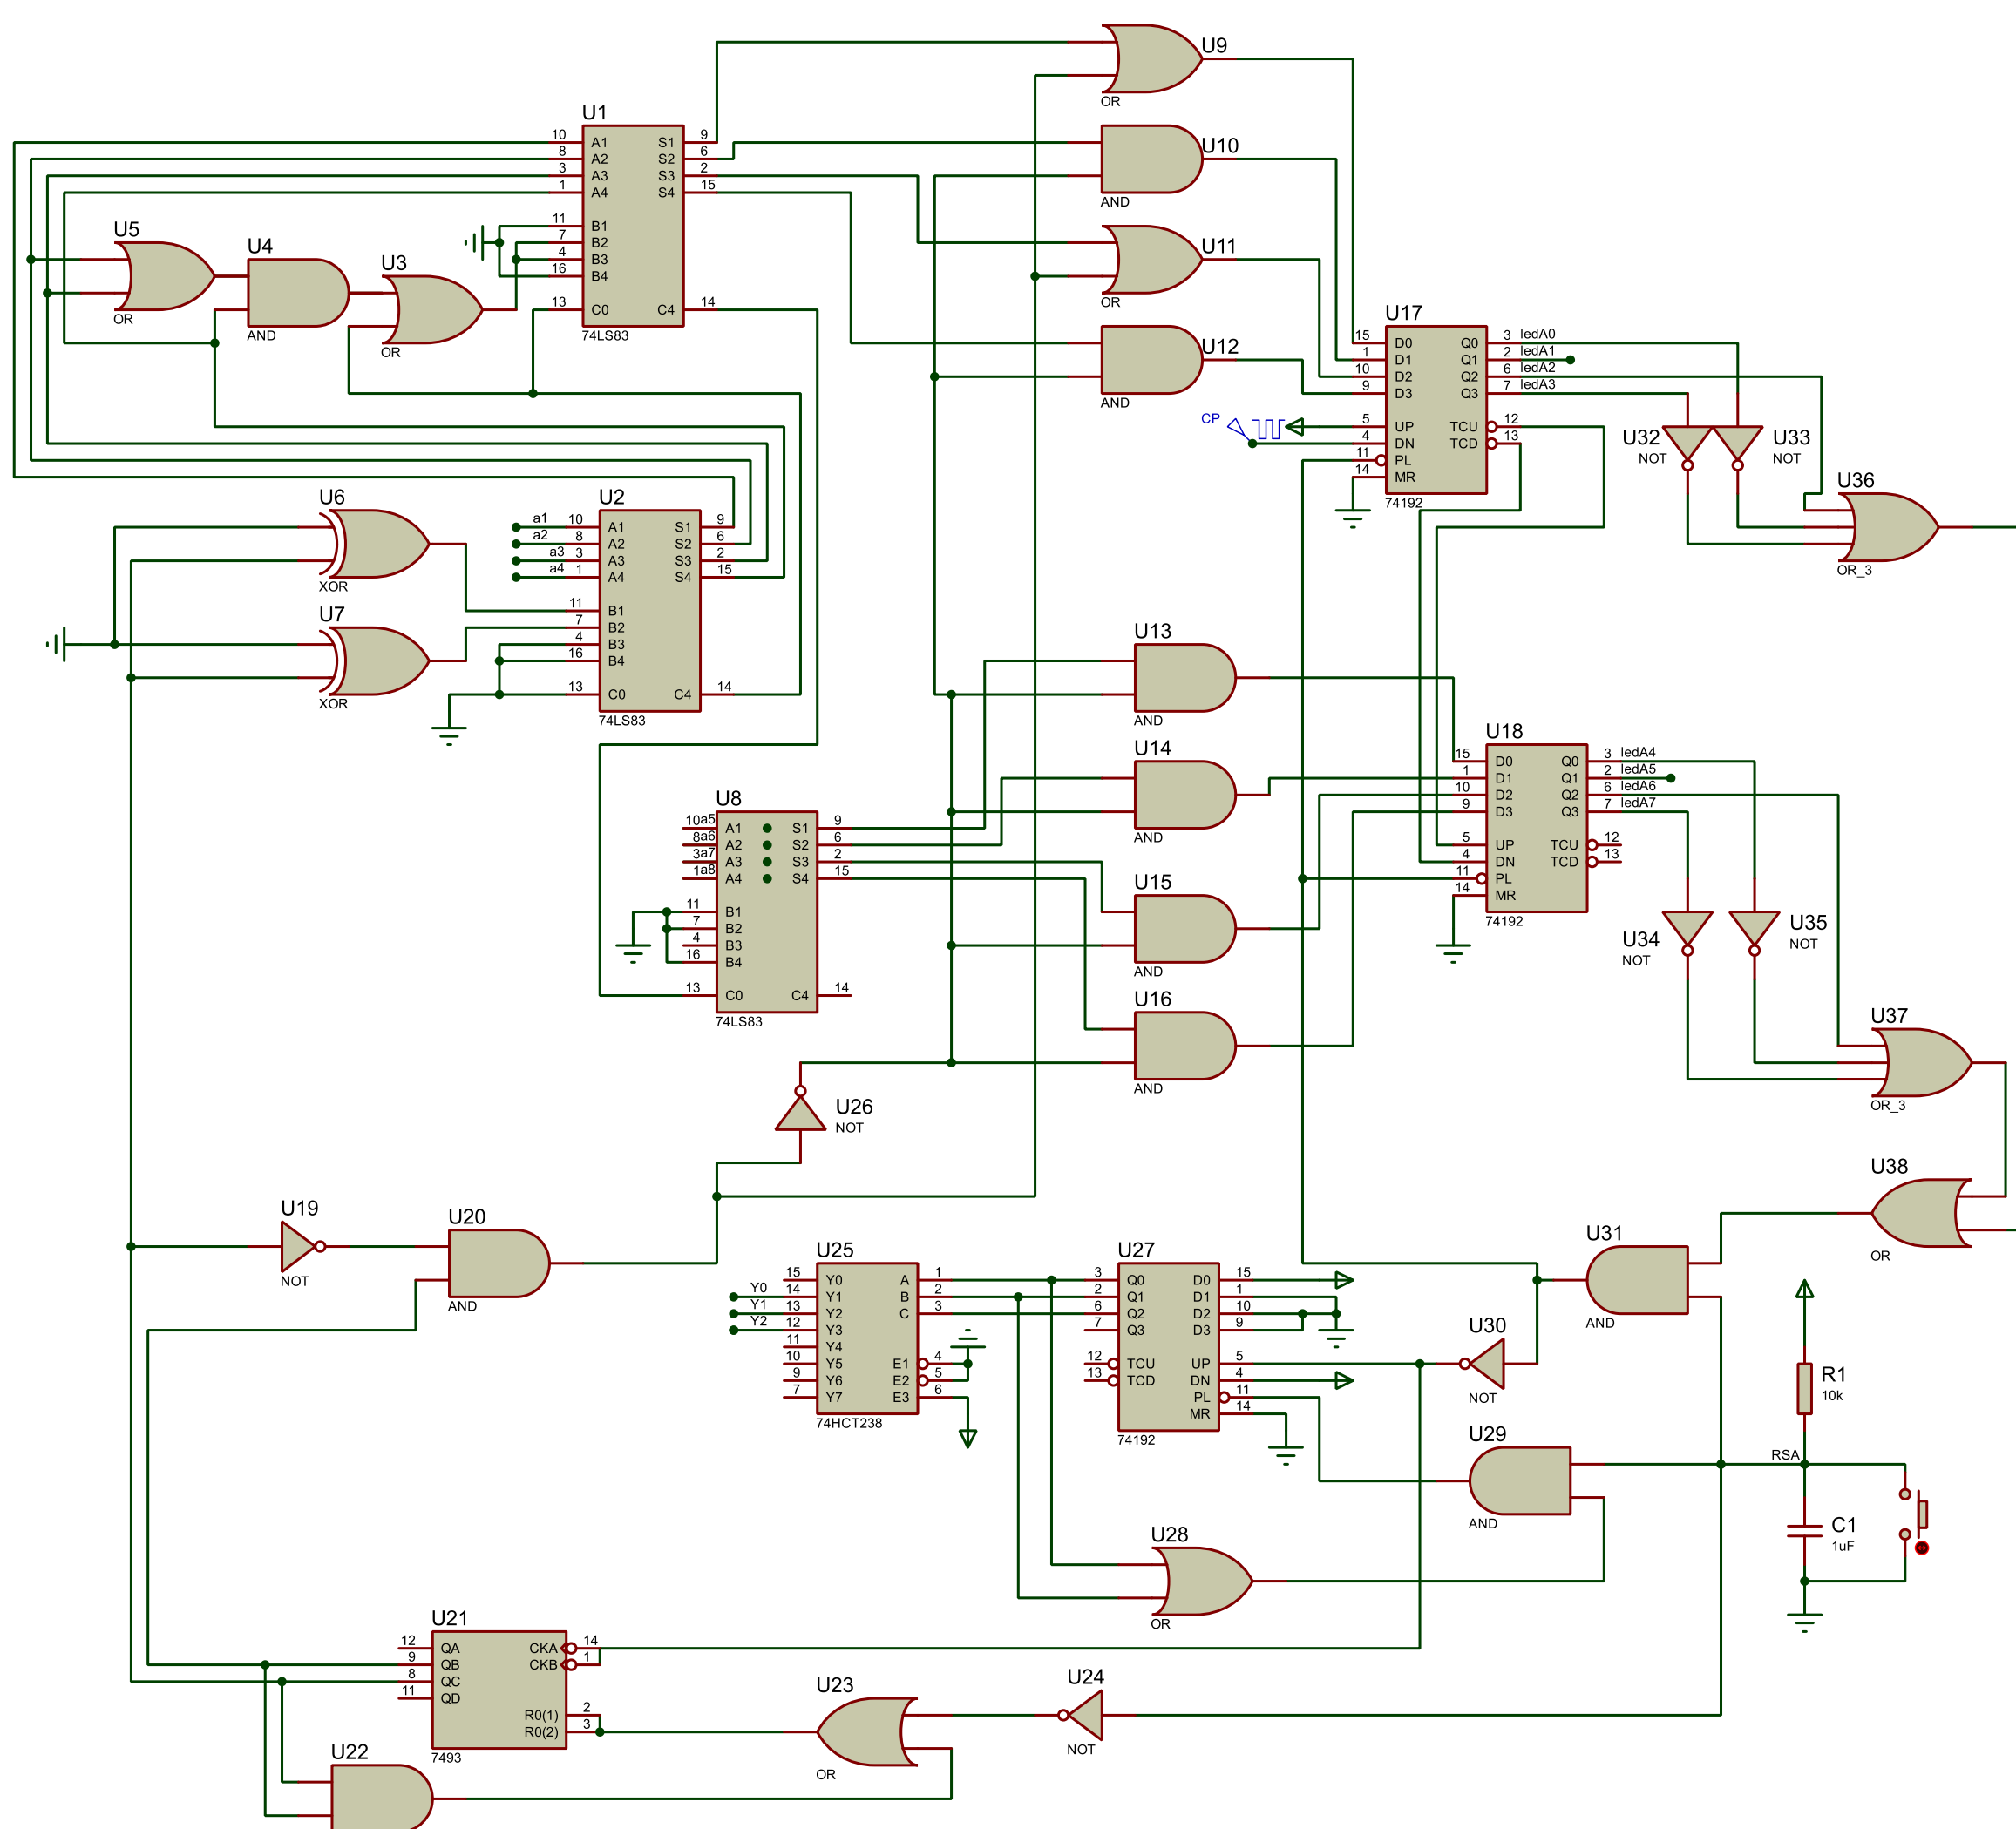 U9
OR
U1
10 A1 S1 9
8 A2 S2 6
3 A3 S3 2
1 A4 S4 15
11 B1
7 B2
4 B3
16 B4
13 C0 C4 14
74LS83
U10
AND
U5
OR
U4
AND
U3
OR
U11
OR
U12
AND
U17
15 D0 Q0 3 ledA0
1 D1 Q1 2 ledA1
10 D2 Q2 6 ledA2
9 D3 Q3 7 ledA3
CP
5 UP TCU 12
4 DN TCD 13
11 PL
14 MR
74192
U32
NOT
U33
NOT
U36
OR_3
U6
XOR
U7
XOR
U2
a1 10 A1 S1 9
a2 8 A2 S2 6
a3 3 A3 S3 2
a4 1 A4 S4 15
11 B1
7 B2
4 B3
16 B4
13 C0 C4 14
74LS83
U13
AND
U14
AND
U18
15 D0 Q0 3 ledA4
1 D1 Q1 2 ledA5
10 D2 Q2 6 ledA6
9 D3 Q3 7 ledA7
5 UP TCU 12
4 DN TCD 13
11 PL
14 MR
74192
U8
10 a5 A1 S1 9
8 a6 A2 S2 6
3 a7 A3 S3 2
1 a8 A4 S4 15
11 B1
7 B2
4 B3
16 B4
13 C0 C4 14
74LS83
U15
AND
U16
AND
U34
NOT
U35
NOT
U37
OR_3
U26
NOT
U38
OR
U19
NOT
U20
AND
U25
15 Y0 A 1
Y0 14 Y1 B 2
Y1 13 Y2 C 3
Y2 12 Y3
11 Y4
10 Y5 E1 4
9 Y6 E2 5
7 Y7 E3 6
74HCT238
U27
3 Q0 D0 15
2 Q1 D1 1
6 Q2 D2 10
7 Q3 D3 9
12 TCU UP 5
13 TCD DN 4
PL 11
MR 14
74192
U31
AND
U30
NOT
R1
10k
U29
AND
RSA
C1
1uF
U28
OR
U21
12 QA CKA 14
9 QB CKB 1
8 QC
11 QD
R0(1) 2
R0(2) 3
7493
U23
OR
U24
NOT
U22